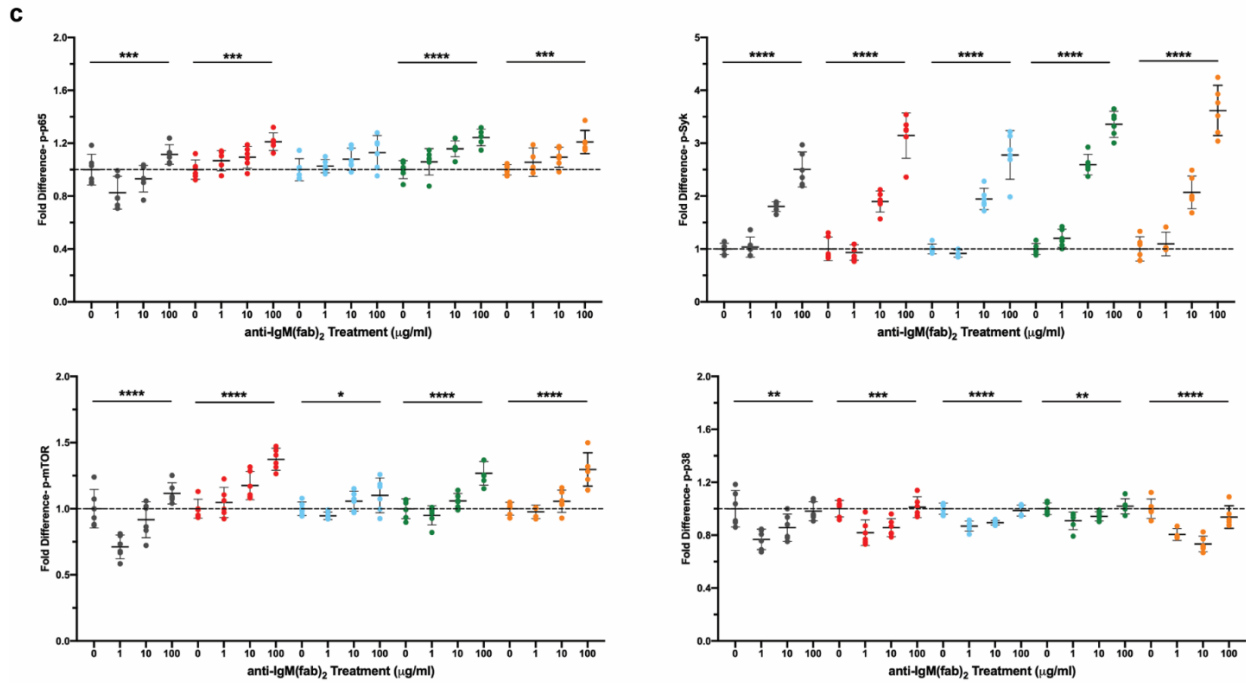 c
2.0
1.6
1.2
0.8
0.4
0.0
Fold Difference- p-p65
*** *** **** ***
0 1 10 100 0 1 10 100 0 1 10 100 0 1 10 100 0 1 10 100
anti-IgM(fab)2 Treatment (μg/ml)
5
4
3
2
1
0
Fold Difference- p-Syk
**** **** **** **** ****
0 1 10 100 0 1 10 100 0 1 10 100 0 1 10 100 0 1 10 100
anti-IgM(fab)2 Treatment (μg/ml)
2.0
1.5
1.0
0.5
0.0
Fold Difference- p-mTOR
**** **** * **** ****
0 1 10 100 0 1 10 100 0 1 10 100 0 1 10 100 0 1 10 100
anti-IgM(fab)2 Treatment (μg/ml)
2.0
1.6
1.2
0.8
0.4
0.0
Fold Difference- p-p38
** *** **** ** ****
0 1 10 100 0 1 10 100 0 1 10 100 0 1 10 100 0 1 10 100
anti-IgM(fab)2 Treatment (μg/ml)